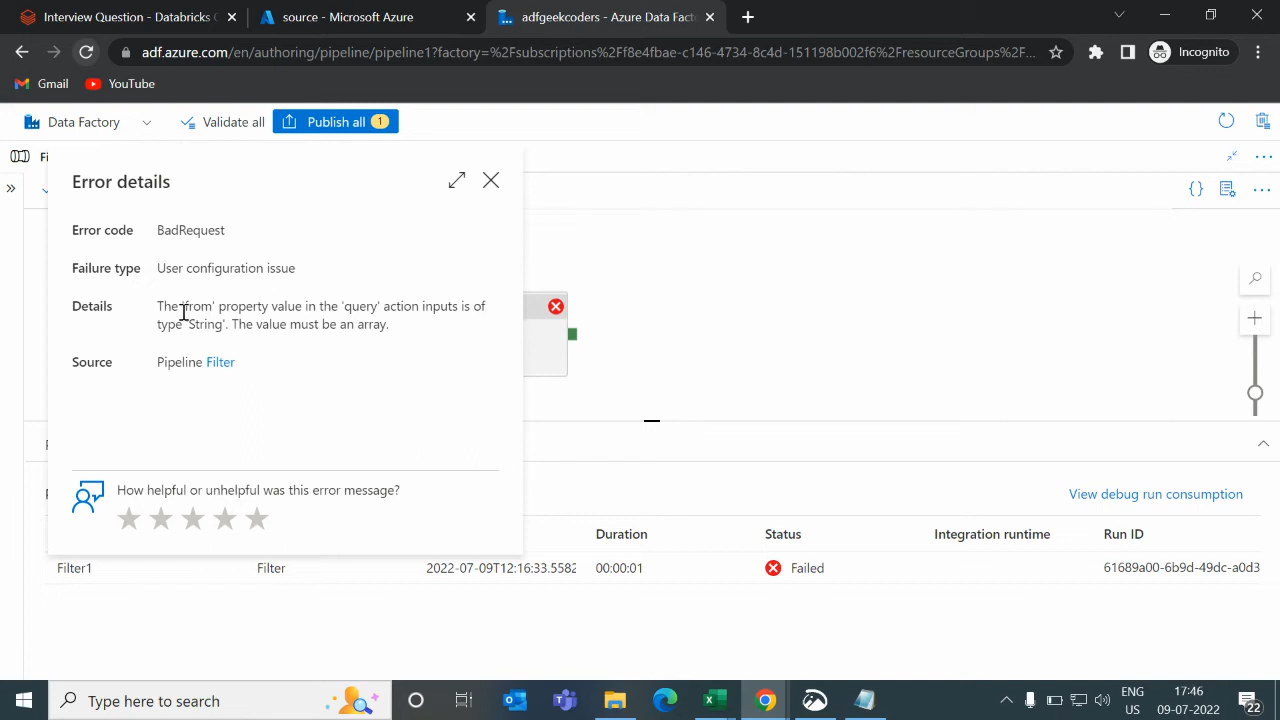 Interview Question - Databricks
source - Microsoft Azure
adfgeekcoders - Azure Data Fact
adf.azure.com/en/authoring/pipeline/pipeline1?factory=%2Fsubscriptions%2Ff8e4fbae-c146-4734-8c4d-151198b002f6%2FresourceGroups%2F...
Incognito
Gmail
YouTube
Data Factory
Validate all
Publish all 1
Fi
Error details
Error code BadRequest
Failure type User configuration issue
Details The 'from' property value in the 'query' action inputs is of
type 'String'. The value must be an array.
Source Pipeline Filter
How helpful or unhelpful was this error message?
View debug run consumption
Duration Status Integration runtime Run ID
Filter1 Filter 2022-07-09T12:16:33.5582 00:00:01 Failed 61689a00-6b9d-49dc-a0d3
Type here to search
ENG
US
17:46
09-07-2022
22